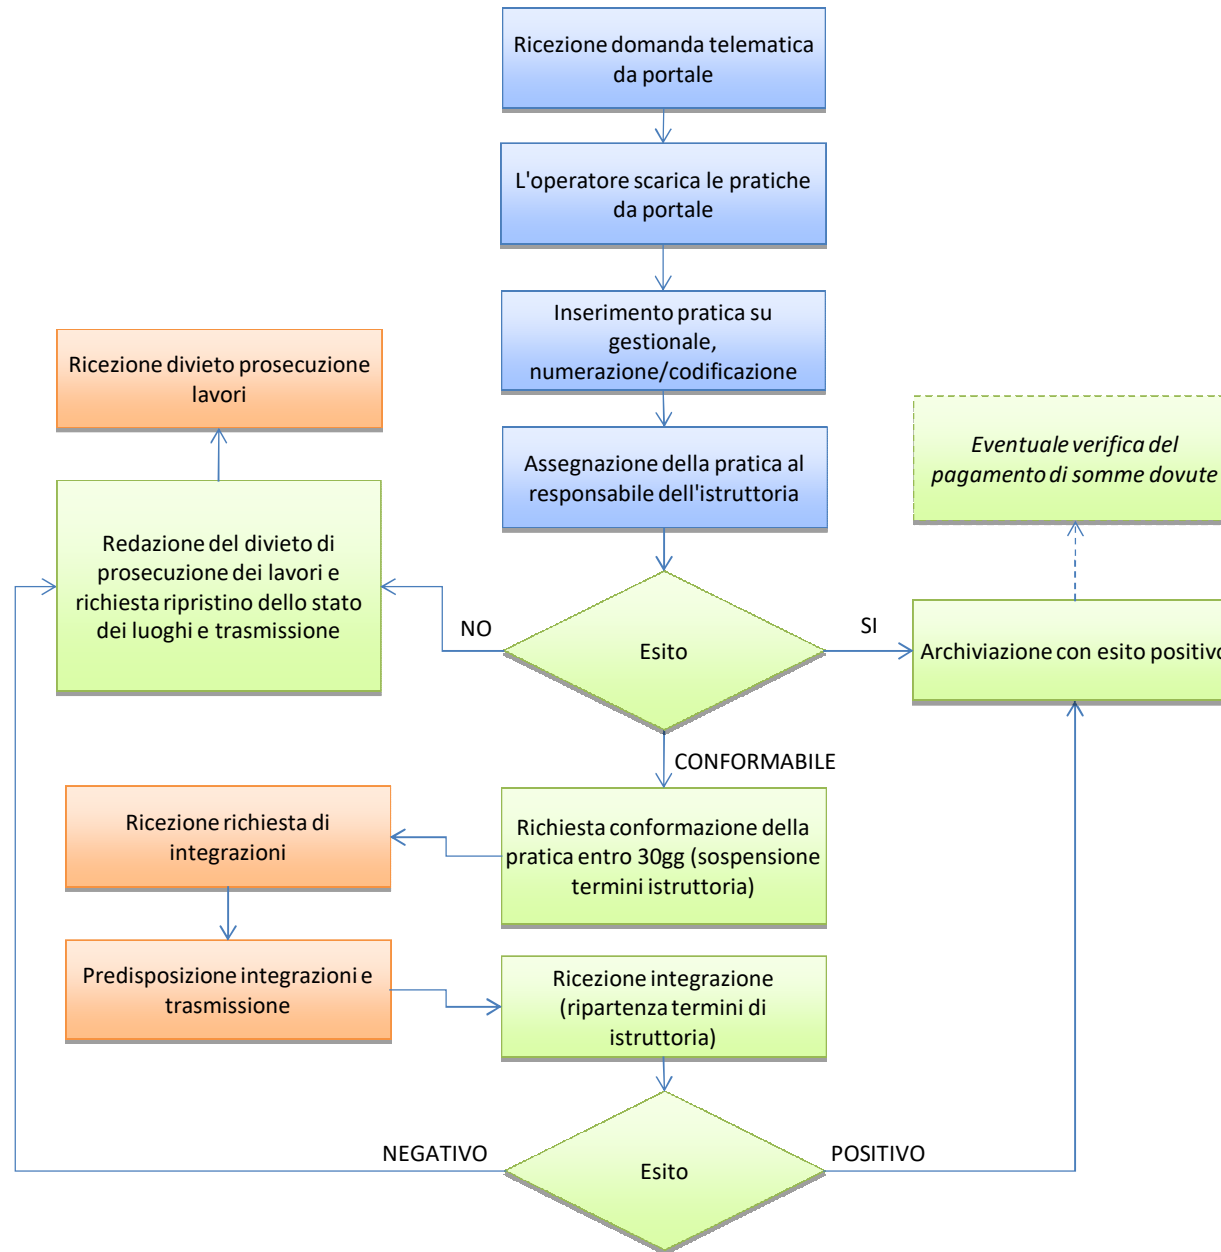 Ricezione domanda telematica
da portale
L'operatore scarica le pratiche
da portale
Inserimento pratica su
gestionale,
numerazione/codificazione
Ricezione divieto prosecuzione
lavori
Assegnazione della pratica al
responsabile dell'istruttoria
Eventuale verifica del
pagamento di somme dovute
Redazione del divieto di
prosecuzione dei lavori e
richiesta ripristino dello stato
dei luoghi e trasmissione
NO
Esito
SI
Archiviazione con esito positivo
CONFORMABILE
Ricezione richiesta di
integrazioni
Richiesta conformazione della
pratica entro 30gg (sospensione
termini istruttoria)
Predisposizione integrazioni e
trasmissione
Ricezione integrazione
(ripartenza termini di
istruttoria)
NEGATIVO
Esito
POSITIVO